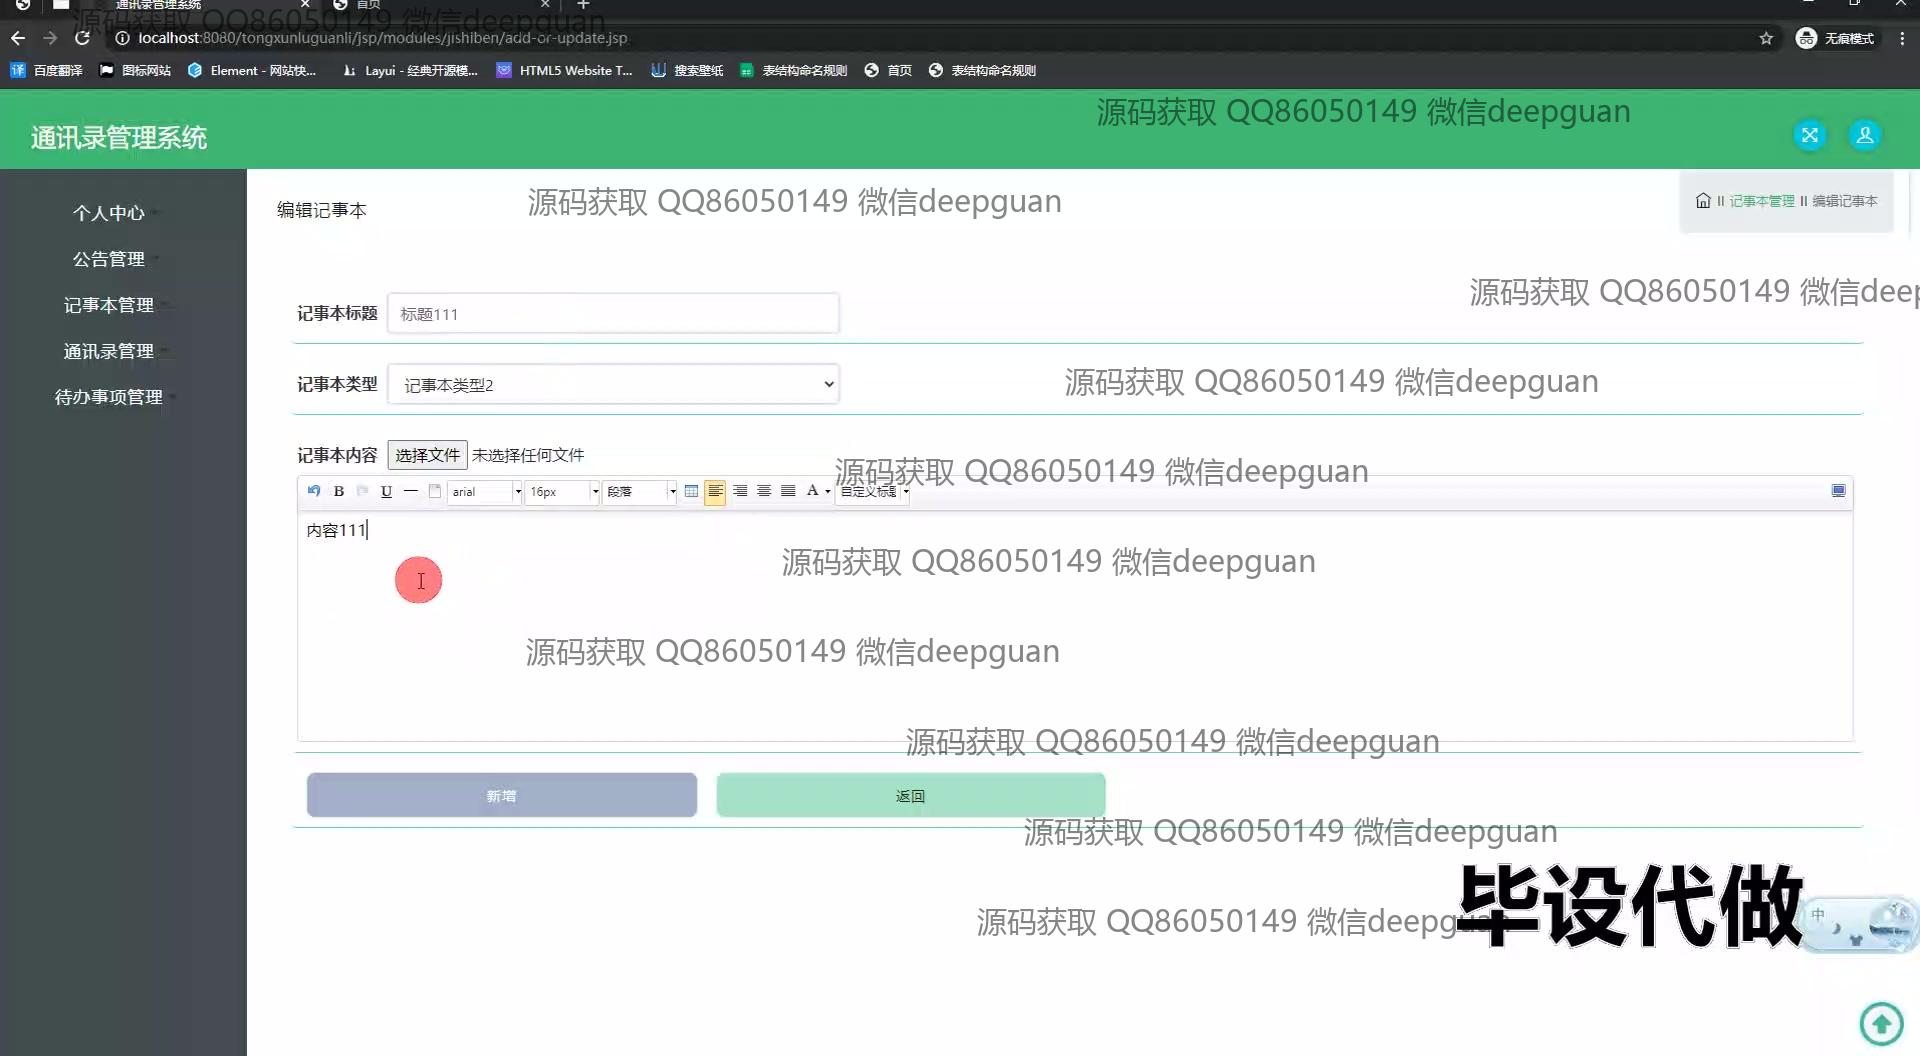 通讯录管理系统
首页
源码获取 QQ86050149 微信deepguan
localhost:8080/tongxunluguanli/jsp/modules/jishiben/add-or-update.jsp
无痕模式
百度翻译
图标网站
Element - 网站快...
Layui - 经典开源模...
HTML5 Website T...
搜索壁纸
表结构命名规则
首页
表结构命名规则
源码获取 QQ86050149 微信deepguan
通讯录管理系统
个人中心
公告管理
记事本管理
通讯录管理
待办事项管理
编辑记事本
源码获取 QQ86050149 微信deepguan
记事本管理 II 编辑记事本
源码获取 QQ86050149 微信deep
记事本标题 标题111
记事本类型 记事本类型2
源码获取 QQ86050149 微信deepguan
记事本内容 选择文件 未选择任何文件
源码获取 QQ86050149 微信deepguan
B U arial 16px 段落 A 自定义标题
内容111
源码获取 QQ86050149 微信deepguan
源码获取 QQ86050149 微信deepguan
源码获取 QQ86050149 微信deepguan
新增 返回
源码获取 QQ86050149 微信deepguan
毕设代做
中
源码获取 QQ86050149 微信deepguan